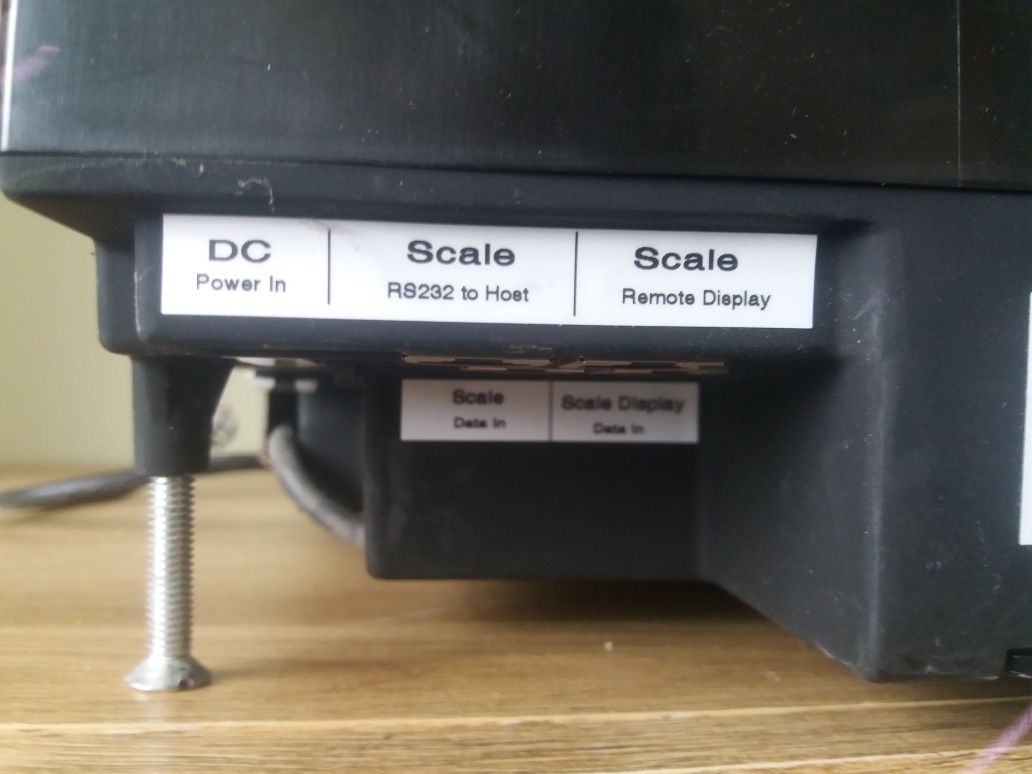 DC
Power In
Scale
RS232 to Host
Scale
Remote Display
Scale
Data In
Scale Display
Data In